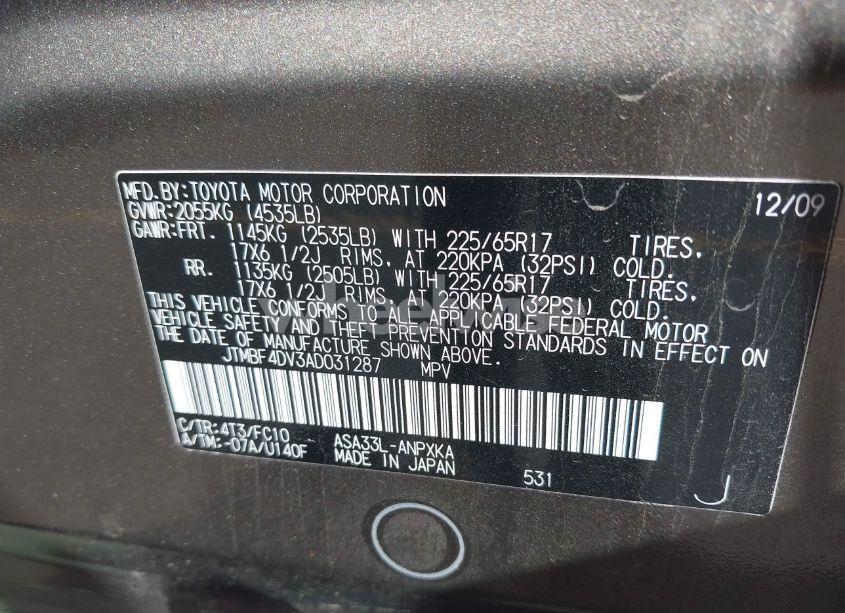 MFD.BY:TOYOTA MOTOR CORPORATION 12/09
GVWR:2055KG (4535LB)
GAWR:FRT. 1145KG (2535LB) WITH 225/65R17 TIRES,
17X6 1/2J RIMS, AT 220KPA (32PSI) COLD.
RR. 1135KG (2505LB) WITH 225/65R17 TIRES,
17X6 1/2J RIMS, AT 220KPA (32PSI) COLD.
THIS VEHICLE CONFORMS TO ALL APPLICABLE FEDERAL MOTOR
VEHICLE SAFETY AND THEFT PREVENTION STANDARDS IN EFFECT ON
THE DATE OF MANUFACTURE SHOWN ABOVE.
JTMBF4DV3AD031287 MPV
C/TR:4T3/FC10
A/TM:-07A/U140F
ASA33L-ANPXKA
MADE IN JAPAN
531
J